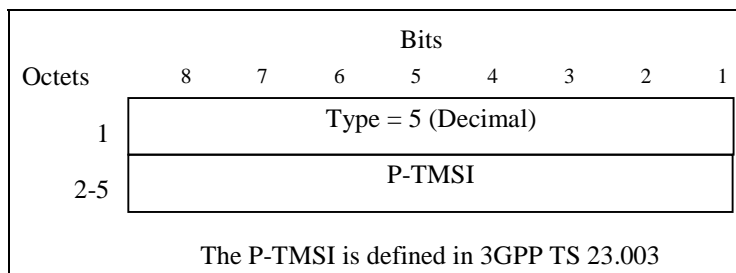 Bits
Octets 8 7 6 5 4 3 2 1
1 Type = 5 (Decimal)
2-5 P-TMSI
The P-TMSI is defined in 3GPP TS 23.003